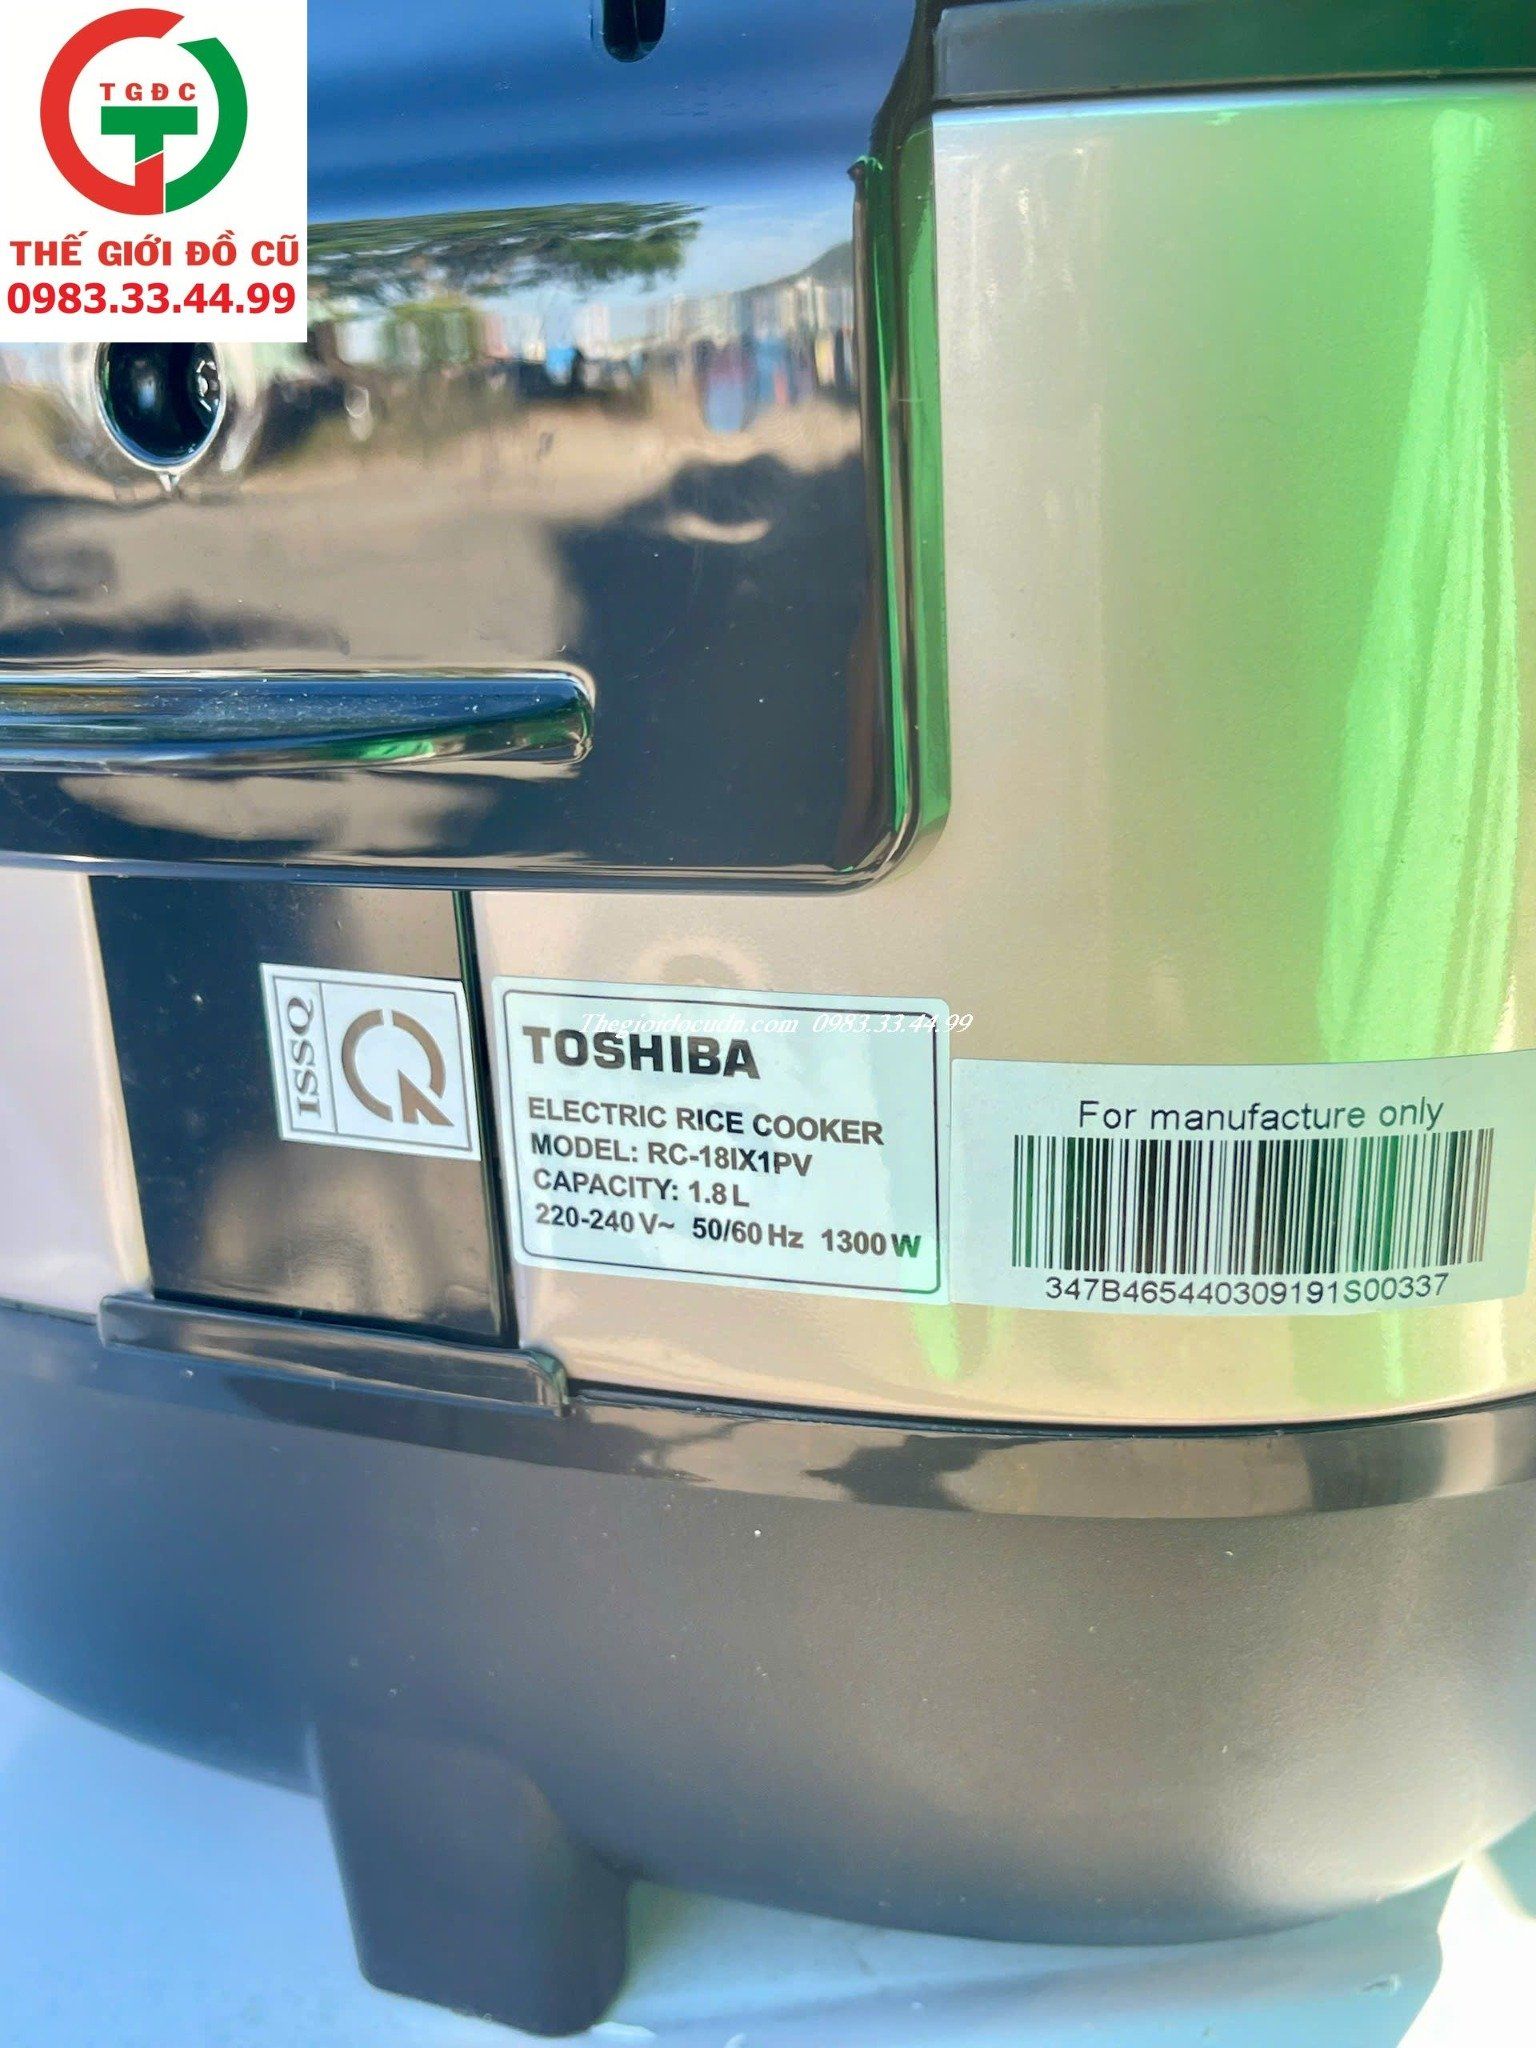 TGĐC
THẾ GIỚI ĐỒ CŨ
0983.33.44.99
ISSQ
Thegioidocudn.com 0983.33.44.99
TOSHIBA
ELECTRIC RICE COOKER
MODEL: RC-18IX1PV
CAPACITY: 1.8 L
220-240 V~ 50/60 Hz 1300 W
For manufacture only
347B465440309191S00337